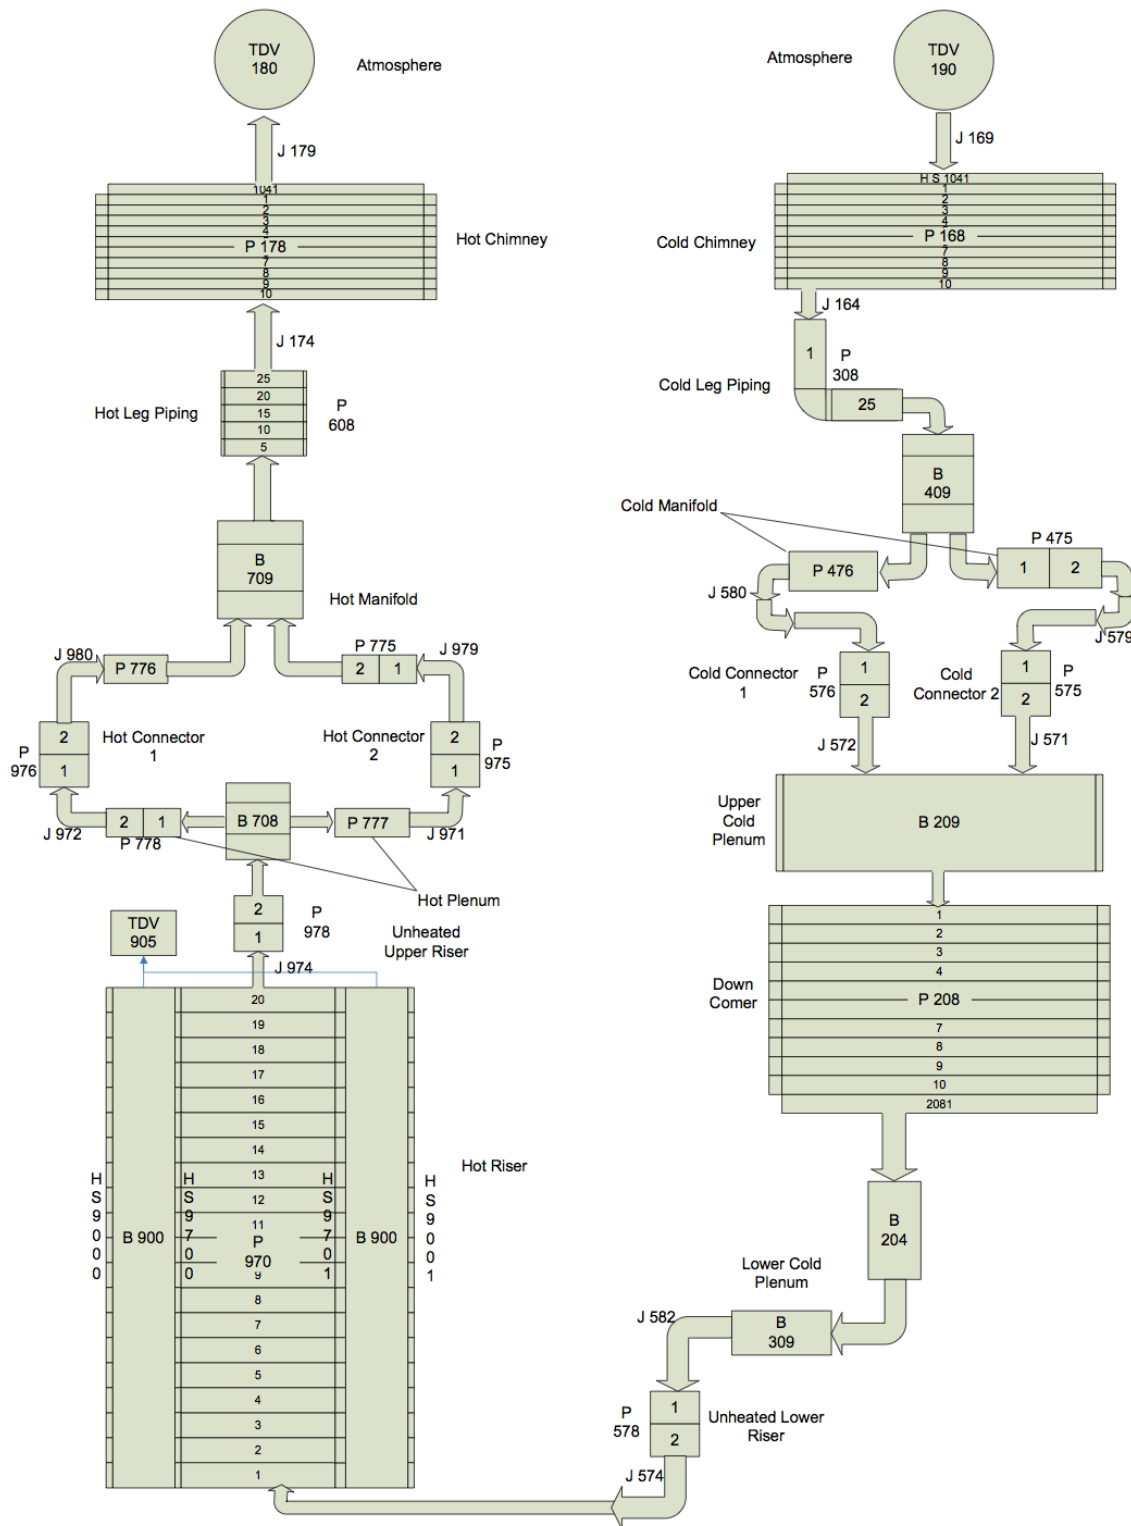 TDV
180
Atmosphere
J 179
1041
1
2
3
4
P 178
7
8
9
10
Hot Chimney
J 174
25
20
15
10
5
Hot Leg Piping
P
608
B
709
Hot Manifold
J 980
P 776
P 775
2 1
J 979
2
1
P
976
Hot Connector
1
Hot Connector
2
2
1
P
975
J 972
2 1
P 778
B 708
P 777
J 971
Hot Plenum
2
1
P
978
Unheated
Upper Riser
TDV
905
J 974
20
19
18
17
16
15
14
13
12
11
P
970
9
8
7
6
5
4
3
2
1
HS9000
B 900
HS9700
HS9701
B 900
HS9001
Hot Riser
Atmosphere
TDV
190
J 169
H S 1041
1
2
3
4
P 168
7
8
9
10
Cold Chimney
J 164
1
P
308
Cold Leg Piping
25
B
409
Cold Manifold
P 476
P 475
1 2
J 580
J 579
Cold Connector
1
P
576
1
2
Cold
Connector 2
1
2
P
575
J 572
J 571
Upper
Cold
Plenum
B 209
1
2
3
4
P 208
7
8
9
10
2081
Down
Comer
B
204
Lower Cold
Plenum
J 582
B
309
P
578
1
2
Unheated Lower
Riser
J 574